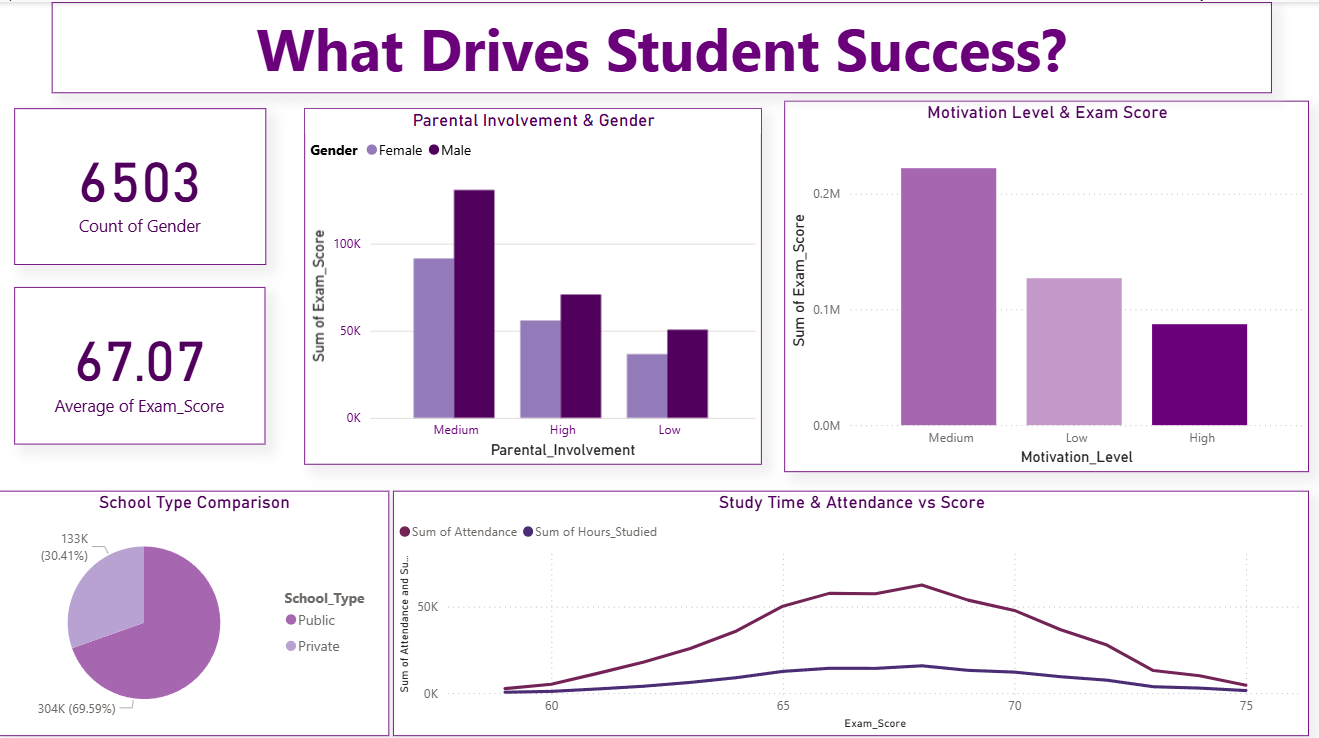 What Drives Student Success?
6503
Count of Gender
67.07
Average of Exam_Score
Parental Involvement & Gender
Gender Female Male
Sum of Exam_Score
100K
50K
0K
Medium High Low
Parental_Involvement
Motivation Level & Exam Score
Sum of Exam_Score
0.2M
0.1M
0.0M
Medium Low High
Motivation_Level
School Type Comparison
133K
(30.41%)
304K (69.59%)
School_Type
Public
Private
Study Time & Attendance vs Score
Sum of Attendance Sum of Hours_Studied
Sum of Attendance and Su...
50K
0K
60 65 70 75
Exam_Score